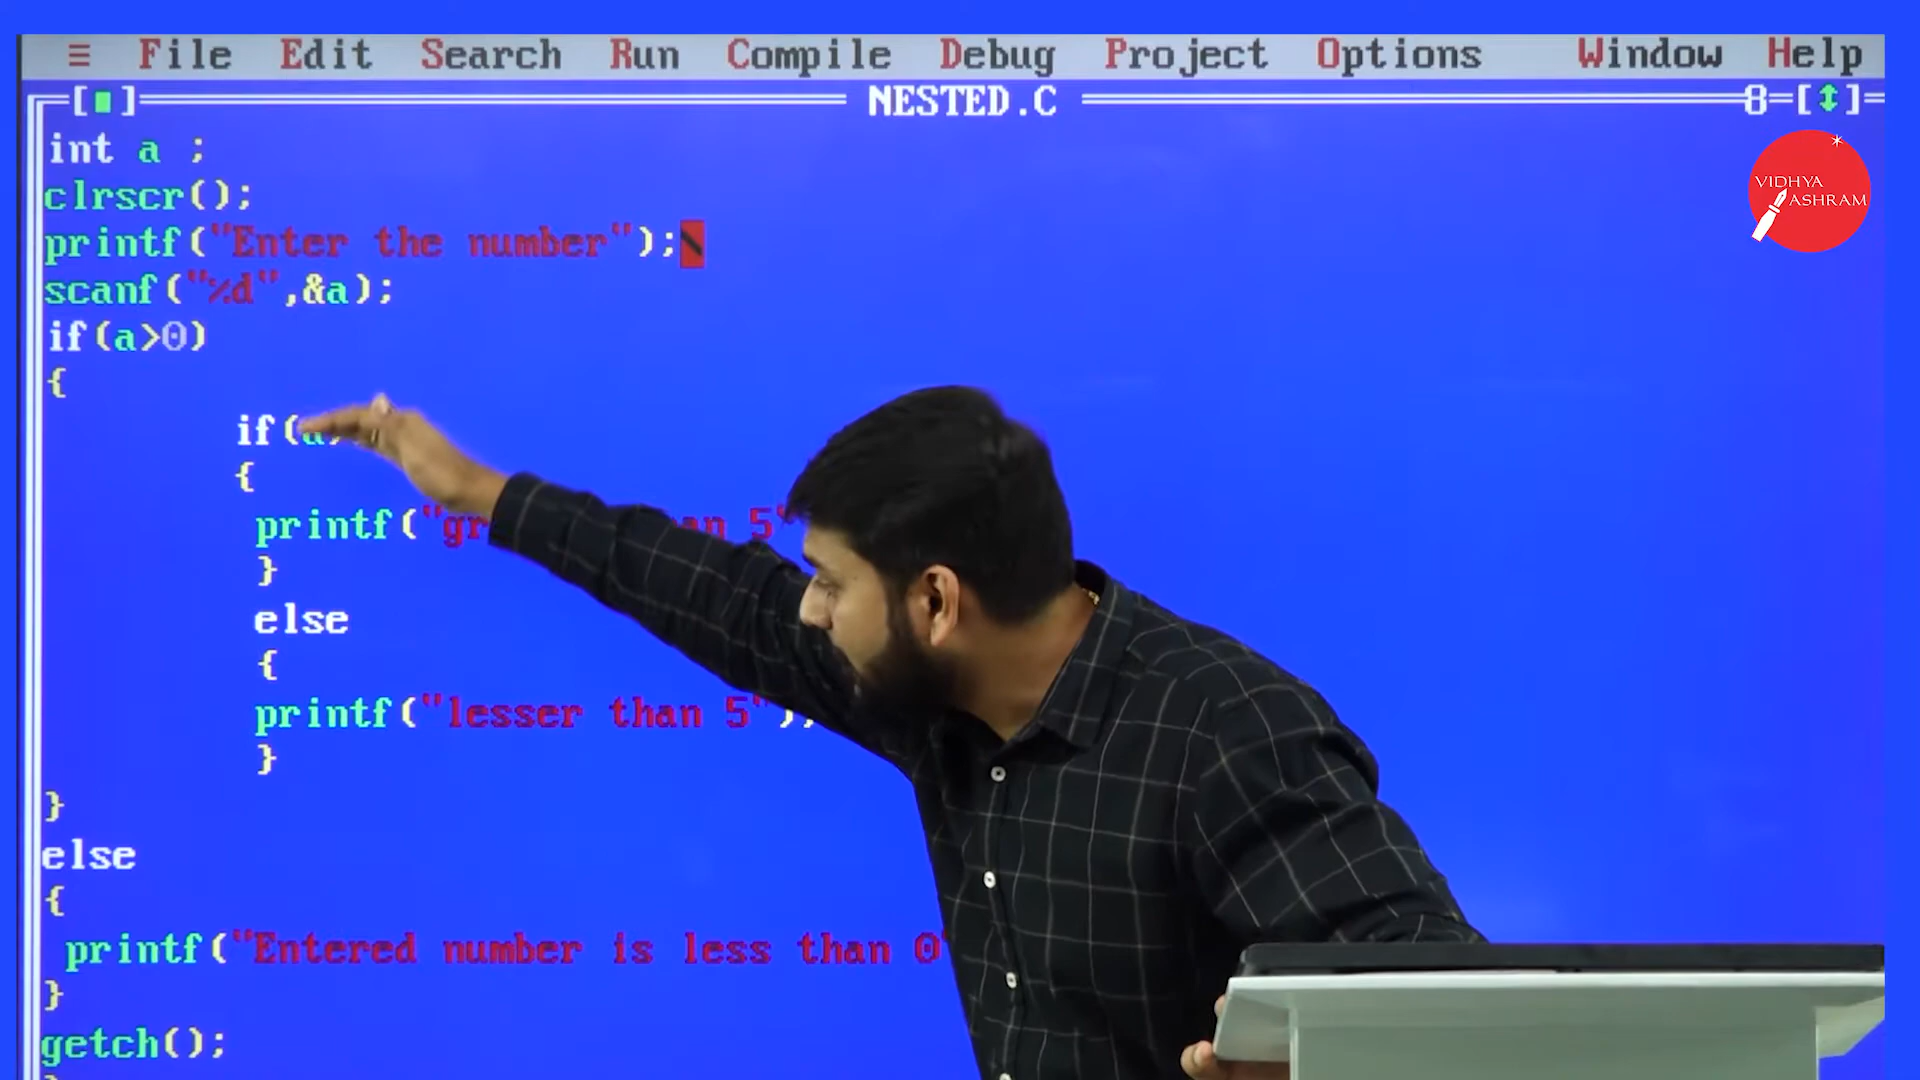 ≡ File Edit Search Run Compile Debug Project Options Window Help
[■] NESTED.C 8=[↕]
int a ;
clrscr();
printf("Enter the number");
scanf("%d",&a);
if(a>0)
{
if(a
{
printf(" 5"
}
else
{
printf("lesser than 5");
}
}
else
{
printf("Entered number is less than 0"
}
getch();
}
VIDHYA
ASHRAM